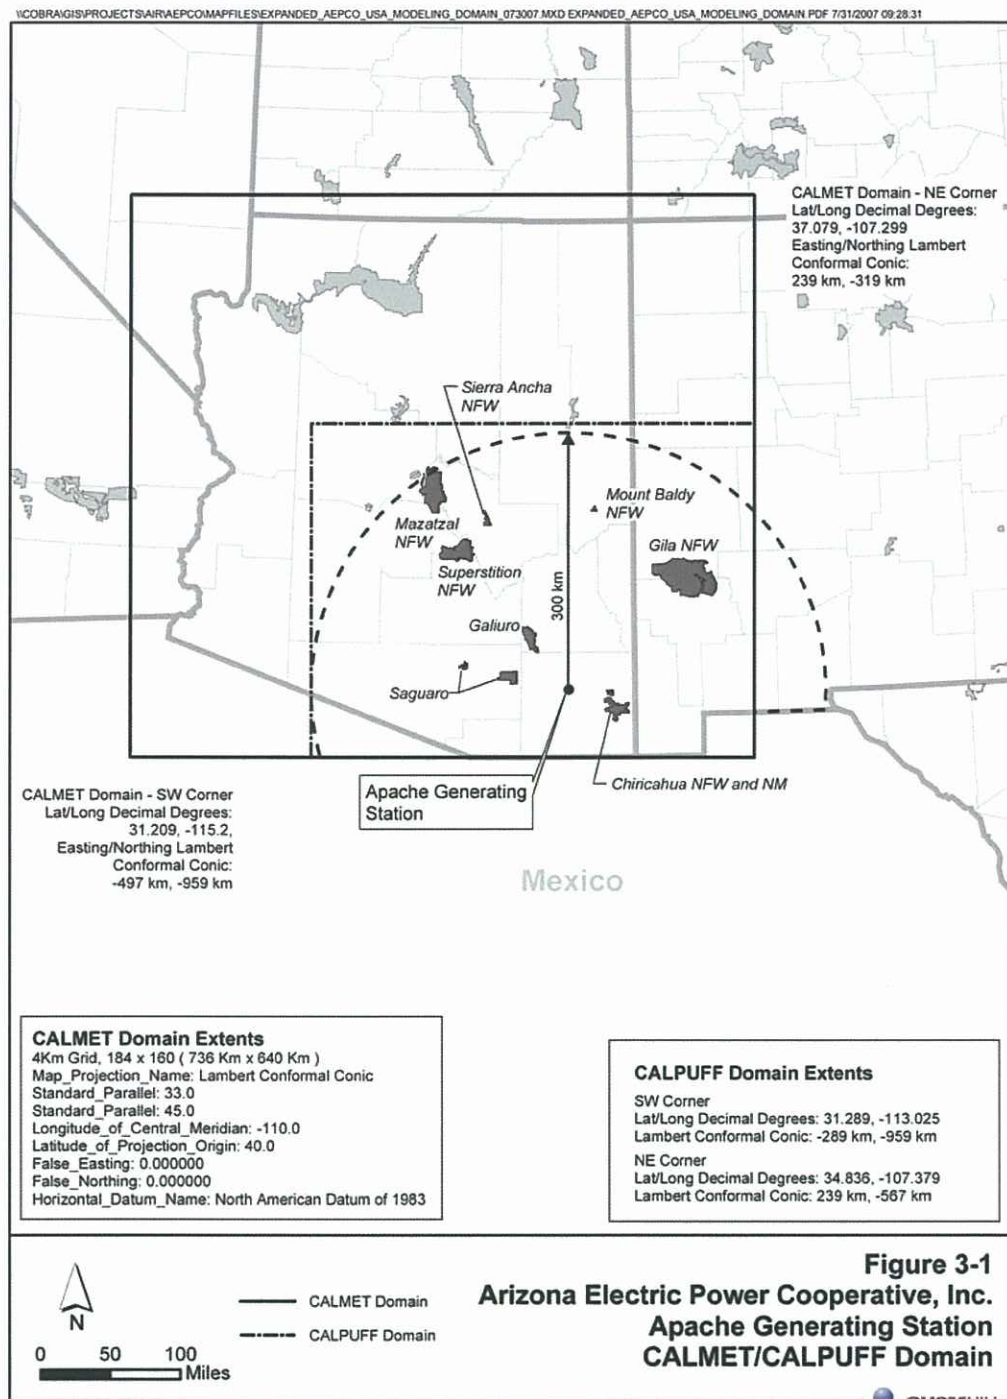 \\COBRA\GIS\PROJECTS\AIR\AEPCO\MAPFILES\EXPANDED_AEPCO_USA_MODELING_DOMAIN_073007.MXD EXPANDED_AEPCO_USA_MODELING_DOMAIN.PDF 7/31/2007 09:28:31
CALMET Domain - NE Corner
Lat/Long Decimal Degrees:
37.079, -107.299
Easting/Northing Lambert
Conformal Conic:
239 km, -319 km
Sierra Ancha
NFW
Mount Baldy
NFW
Mazatzal
NFW
Gila NFW
Superstition
NFW
300 km
Galiuro
Saguaro
Apache Generating
Station
Chiricahua NFW and NM
CALMET Domain - SW Corner
Lat/Long Decimal Degrees:
31.209, -115.2,
Easting/Northing Lambert
Conformal Conic:
-497 km, -959 km
Mexico
CALMET Domain Extents
4Km Grid, 184 x 160 ( 736 Km x 640 Km )
Map_Projection_Name: Lambert Conformal Conic
Standard_Parallel: 33.0
Standard_Parallel: 45.0
Longitude_of_Central_Meridian: -110.0
Latitude_of_Projection_Origin: 40.0
False_Easting: 0.000000
False_Northing: 0.000000
Horizontal_Datum_Name: North American Datum of 1983
CALPUFF Domain Extents
SW Corner
Lat/Long Decimal Degrees: 31.289, -113.025
Lambert Conformal Conic: -289 km, -959 km
NE Corner
Lat/Long Decimal Degrees: 34.836, -107.379
Lambert Conformal Conic: 239 km, -567 km
N
0 50 100
Miles
CALMET Domain
CALPUFF Domain
Figure 3-1
Arizona Electric Power Cooperative, Inc.
Apache Generating Station
CALMET/CALPUFF Domain